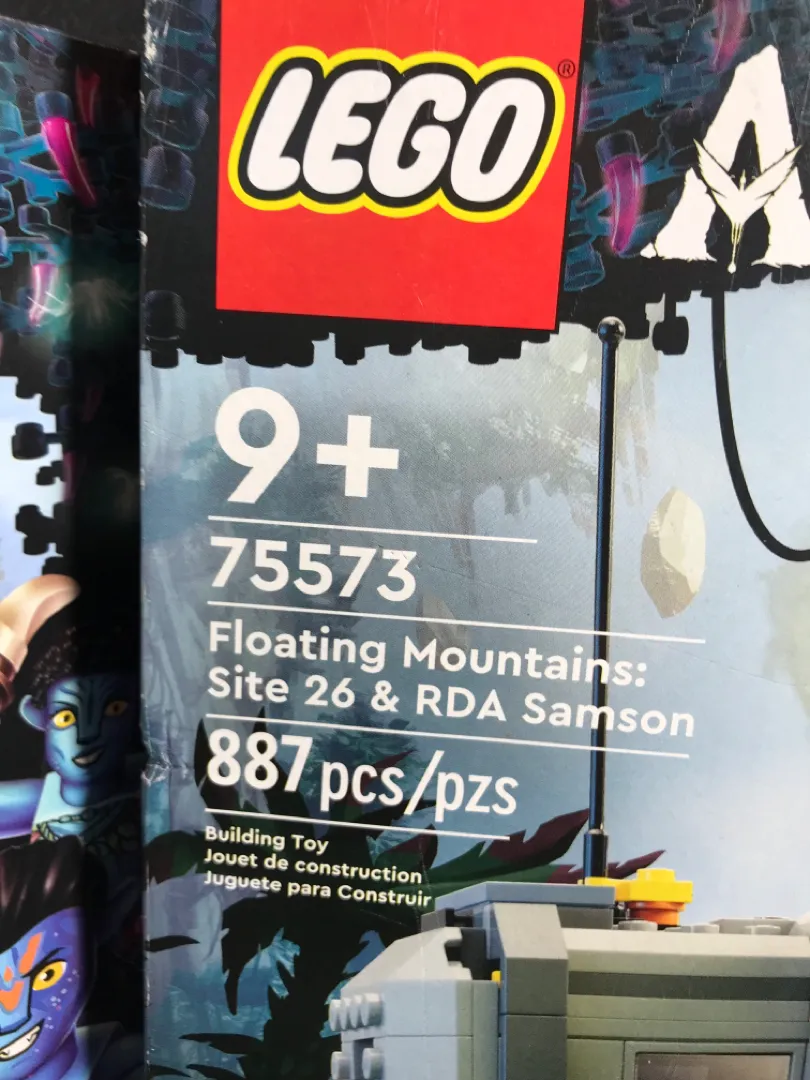 LEGO®
A
9+
75573
Floating Mountains:
Site 26 & RDA Samson
887 pcs/pzs
Building Toy
Jouet de construction
Juguete para Construir